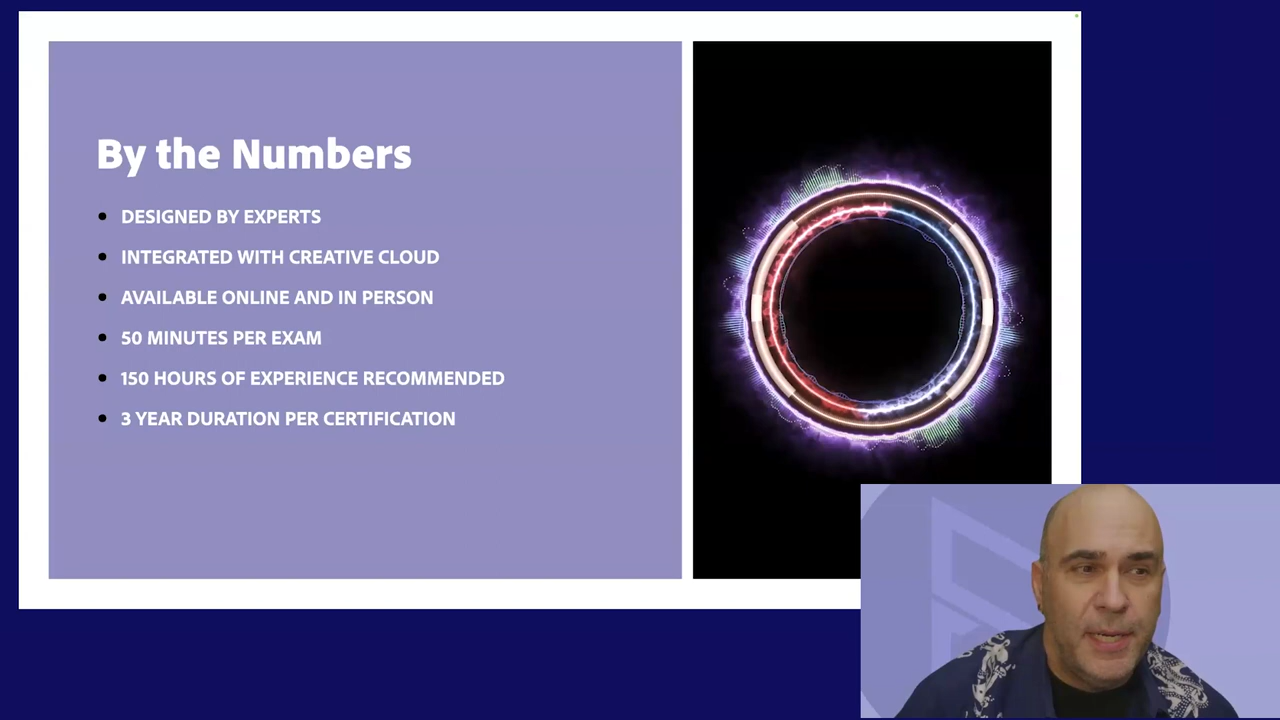 By the Numbers
DESIGNED BY EXPERTS
INTEGRATED WITH CREATIVE CLOUD
AVAILABLE ONLINE AND IN PERSON
50 MINUTES PER EXAM
150 HOURS OF EXPERIENCE RECOMMENDED
3 YEAR DURATION PER CERTIFICATION